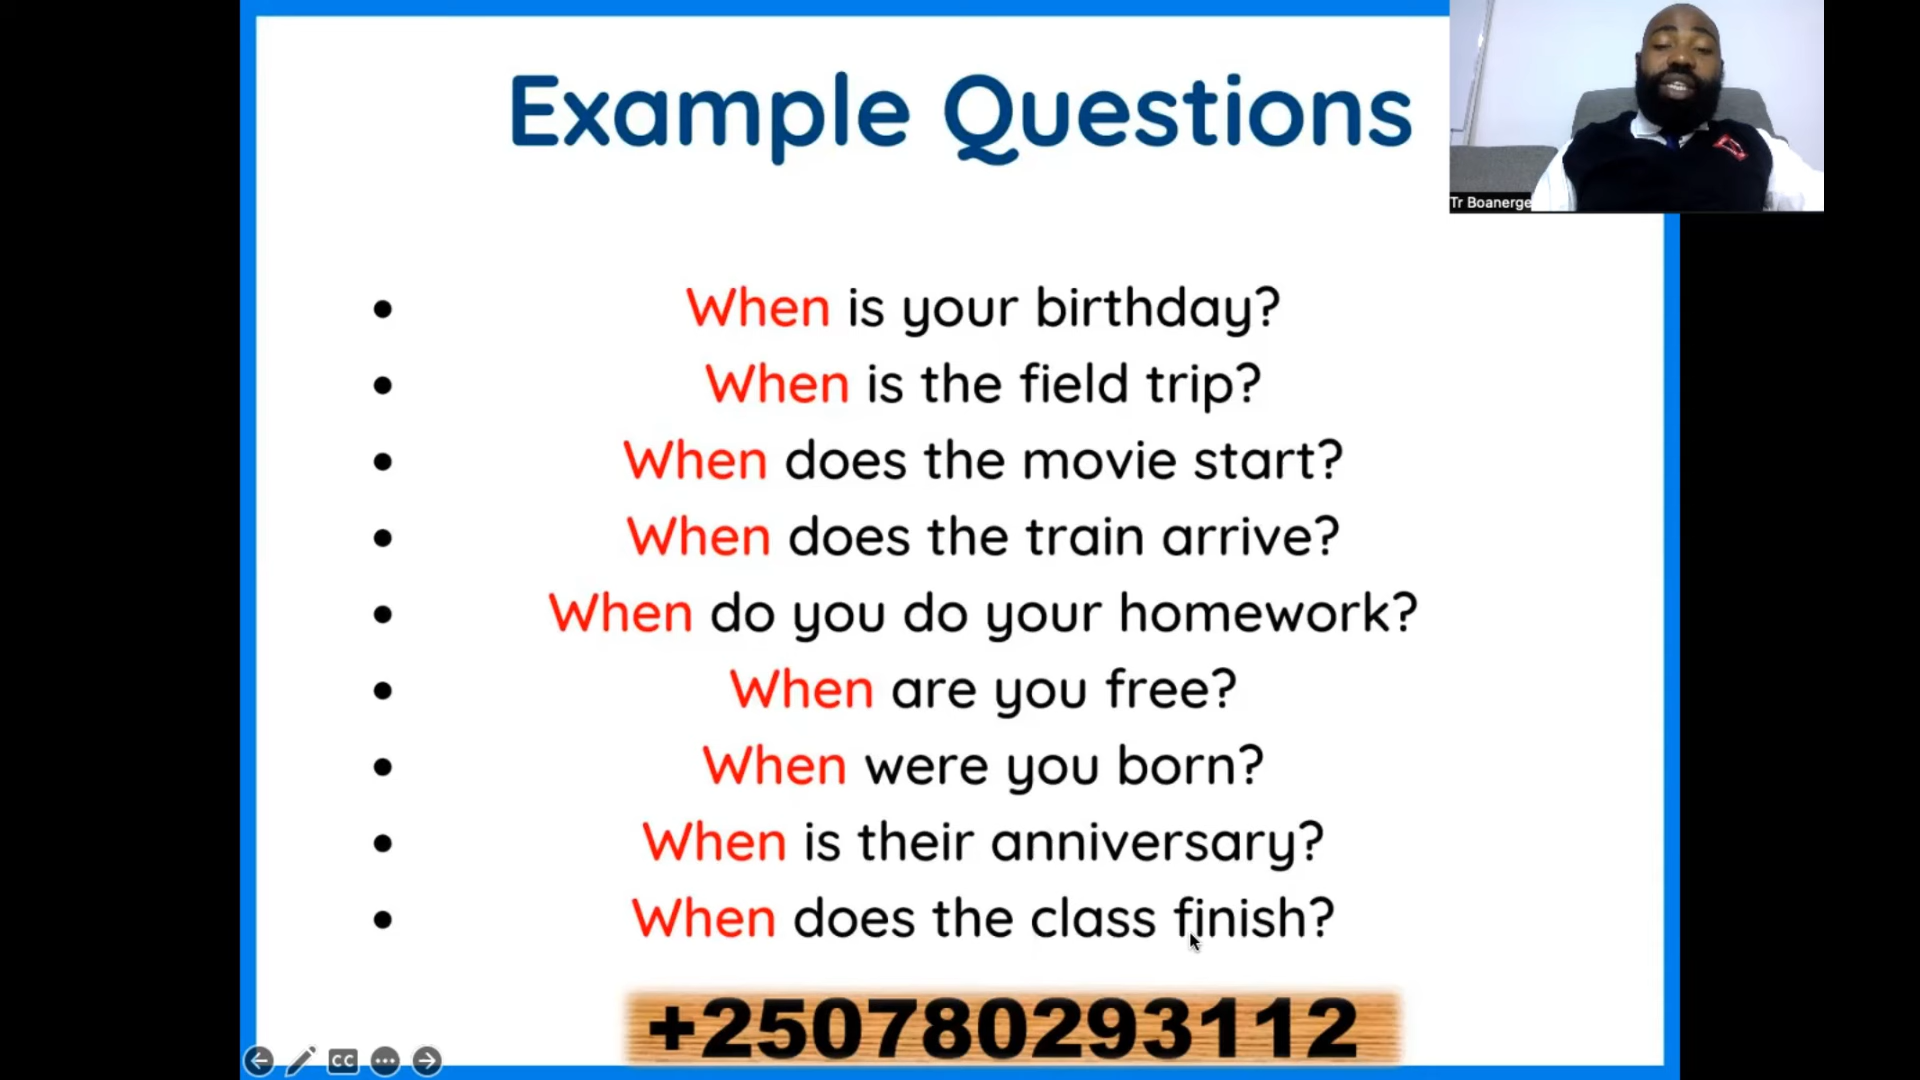 Example Questions
Tr Boanerge
• When is your birthday?
• When is the field trip?
• When does the movie start?
• When does the train arrive?
• When do you do your homework?
• When are you free?
• When were you born?
• When is their anniversary?
• When does the class finish?
+250780293112
CC